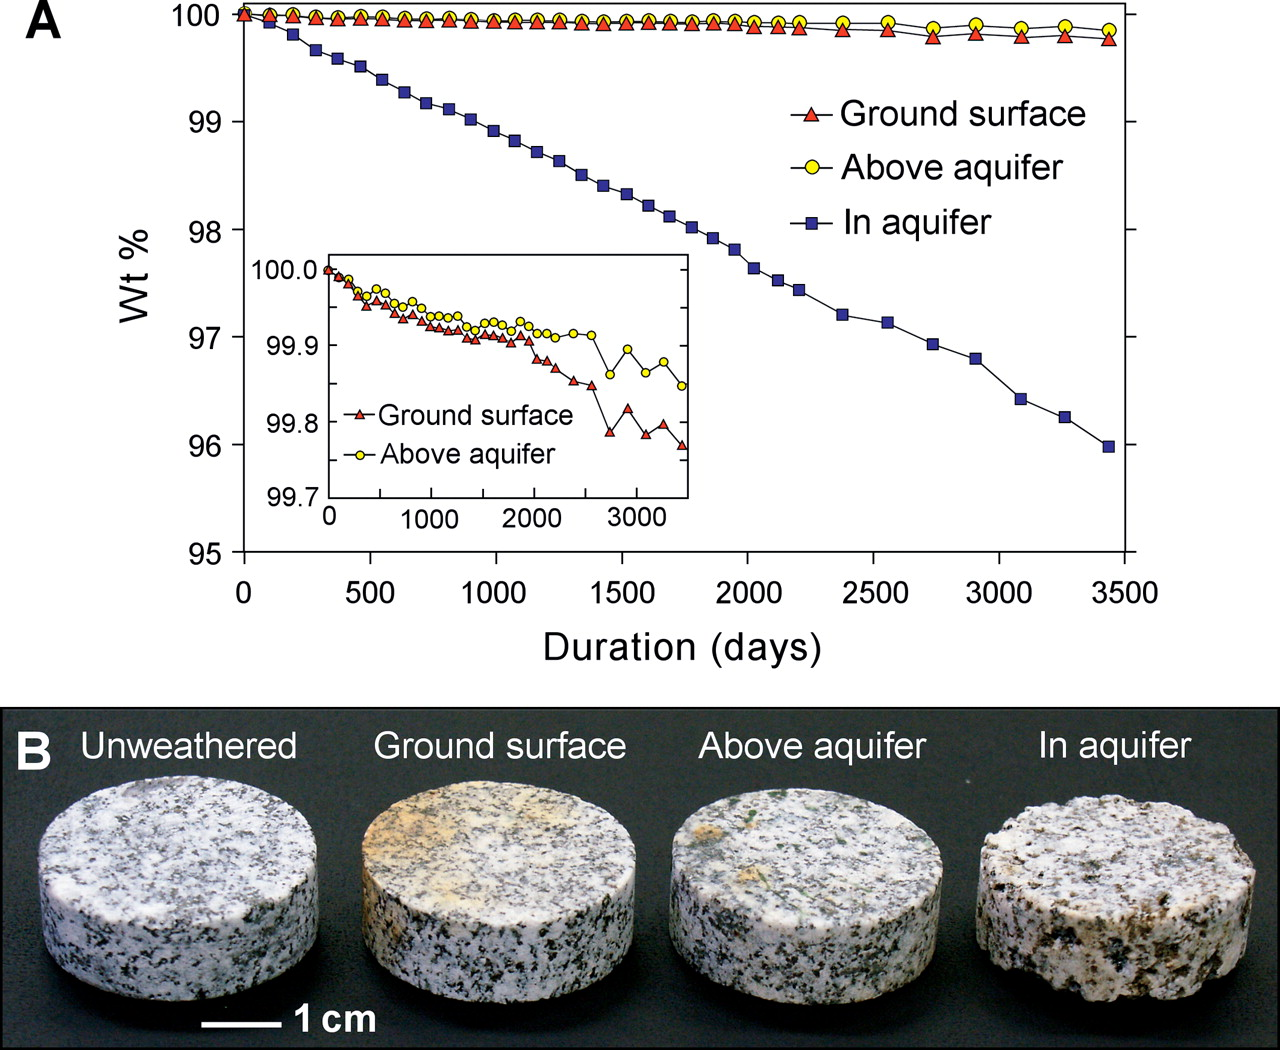 A
100
99
98
97
96
95
Wt %
Ground surface
Above aquifer
In aquifer
100.0
99.9
99.8
99.7
Ground surface
Above aquifer
0 1000 2000 3000
0 500 1000 1500 2000 2500 3000 3500
Duration (days)
B Unweathered Ground surface Above aquifer In aquifer
1 cm